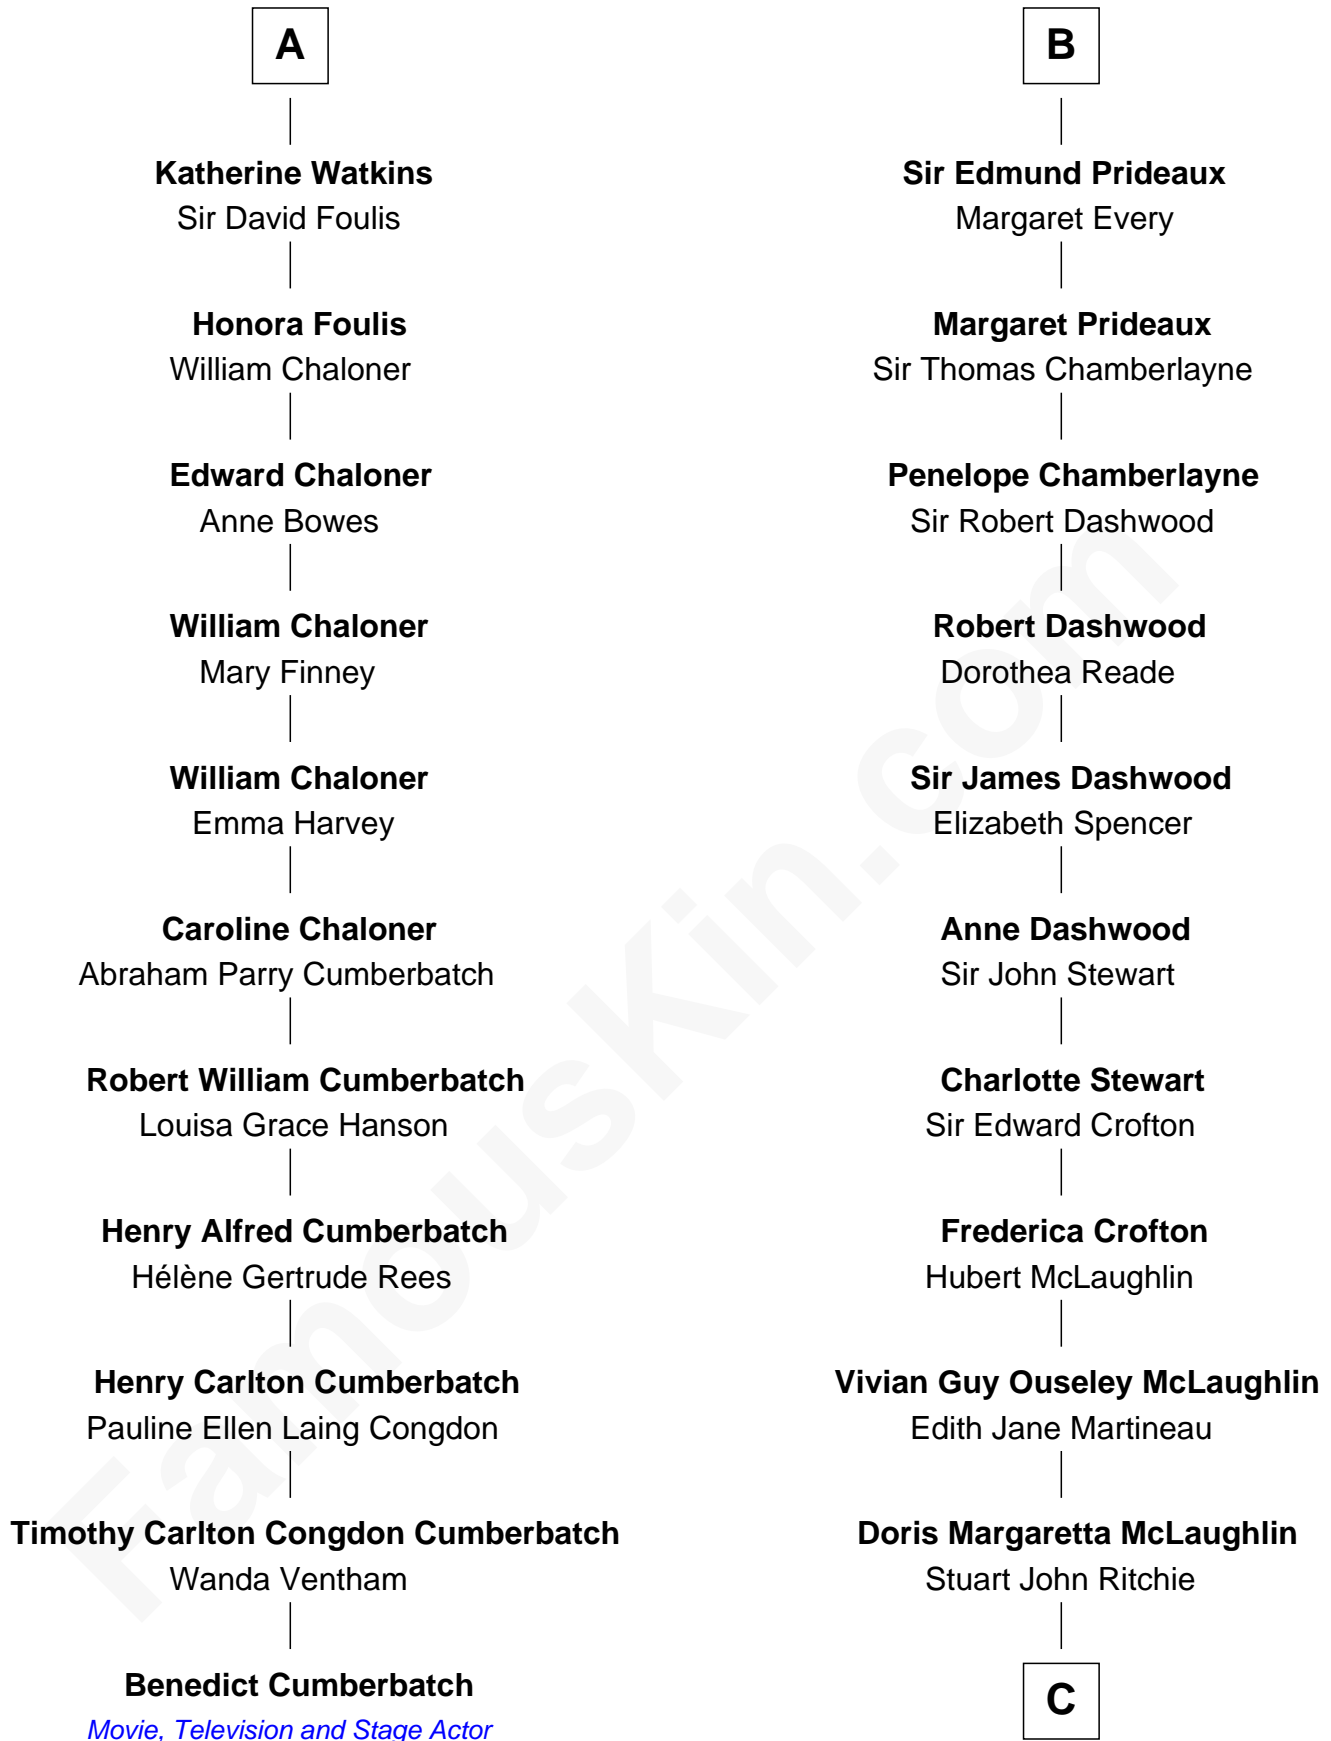 A
Katherine Watkins
Sir David Foulis
Honora Foulis
William Chaloner
Edward Chaloner
Anne Bowes
William Chaloner
Mary Finney
William Chaloner
Emma Harvey
Caroline Chaloner
Abraham Parry Cumberbatch
Robert William Cumberbatch
Louisa Grace Hanson
Henry Alfred Cumberbatch
Hélène Gertrude Rees
Henry Carlton Cumberbatch
Pauline Ellen Laing Congdon
Timothy Carlton Congdon Cumberbatch
Wanda Ventham
Benedict Cumberbatch
Movie, Television and Stage Actor
B
Sir Edmund Prideaux
Margaret Every
Margaret Prideaux
Sir Thomas Chamberlayne
Penelope Chamberlayne
Sir Robert Dashwood
Robert Dashwood
Dorothea Reade
Sir James Dashwood
Elizabeth Spencer
Anne Dashwood
Sir John Stewart
Charlotte Stewart
Sir Edward Crofton
Frederica Crofton
Hubert McLaughlin
Vivian Guy Ouseley McLaughlin
Edith Jane Martineau
Doris Margaretta McLaughlin
Stuart John Ritchie
C
FamousKin.com